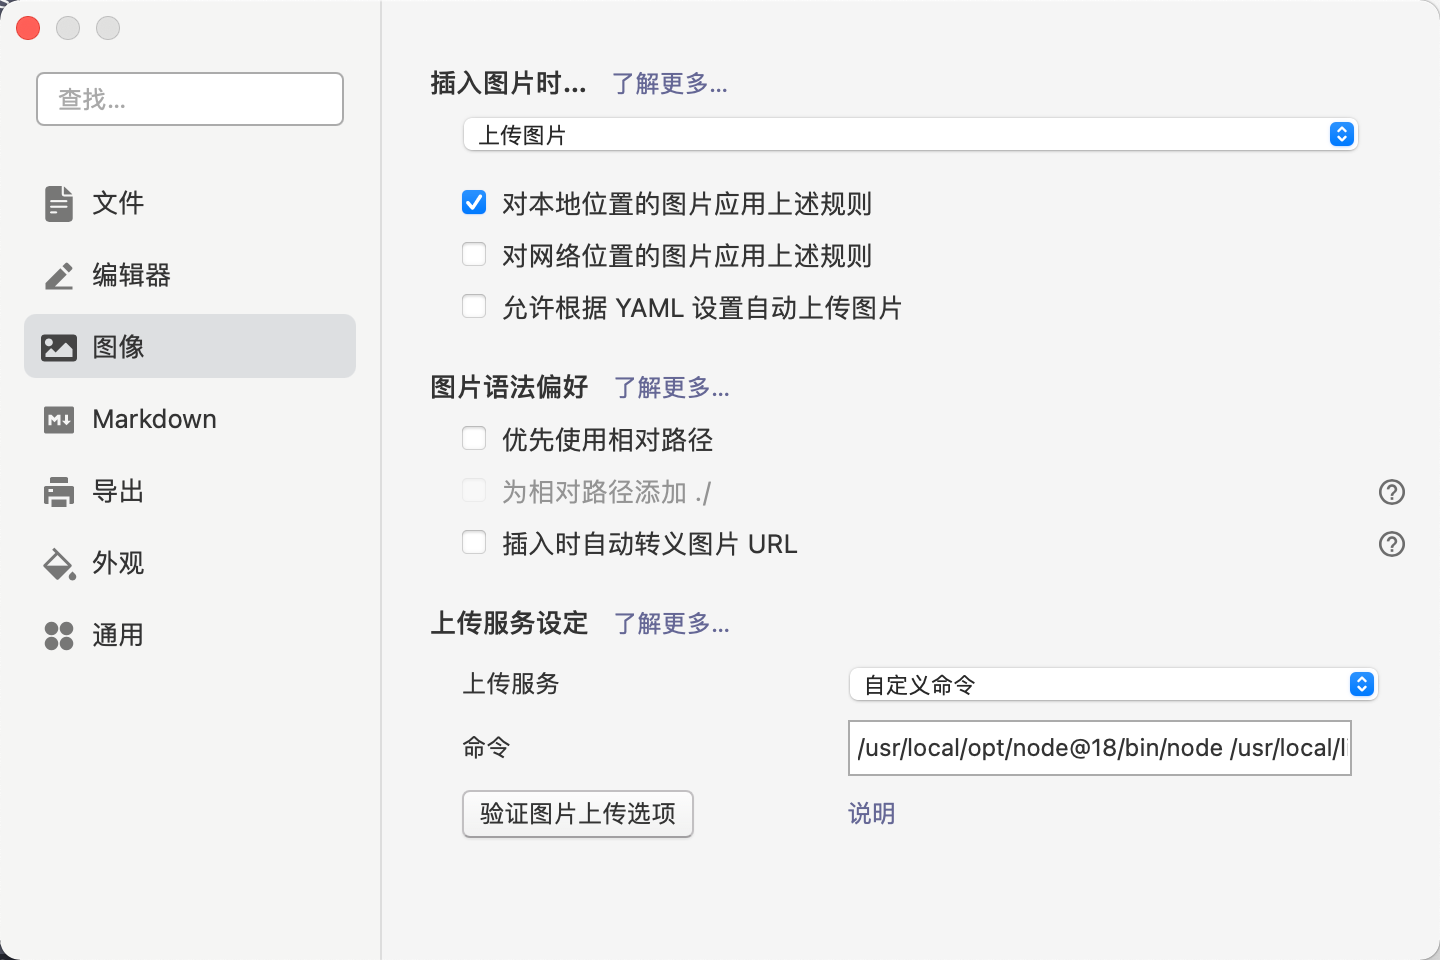 查找...
文件
编辑器
图像
Markdown
导出
外观
通用
插入图片时... 了解更多...
上传图片
对本地位置的图片应用上述规则
对网络位置的图片应用上述规则
允许根据 YAML 设置自动上传图片
图片语法偏好 了解更多...
优先使用相对路径
为相对路径添加 ./
插入时自动转义图片 URL
上传服务设定 了解更多...
上传服务 自定义命令
命令 /usr/local/opt/node@18/bin/node /usr/local/l
验证图片上传选项 说明